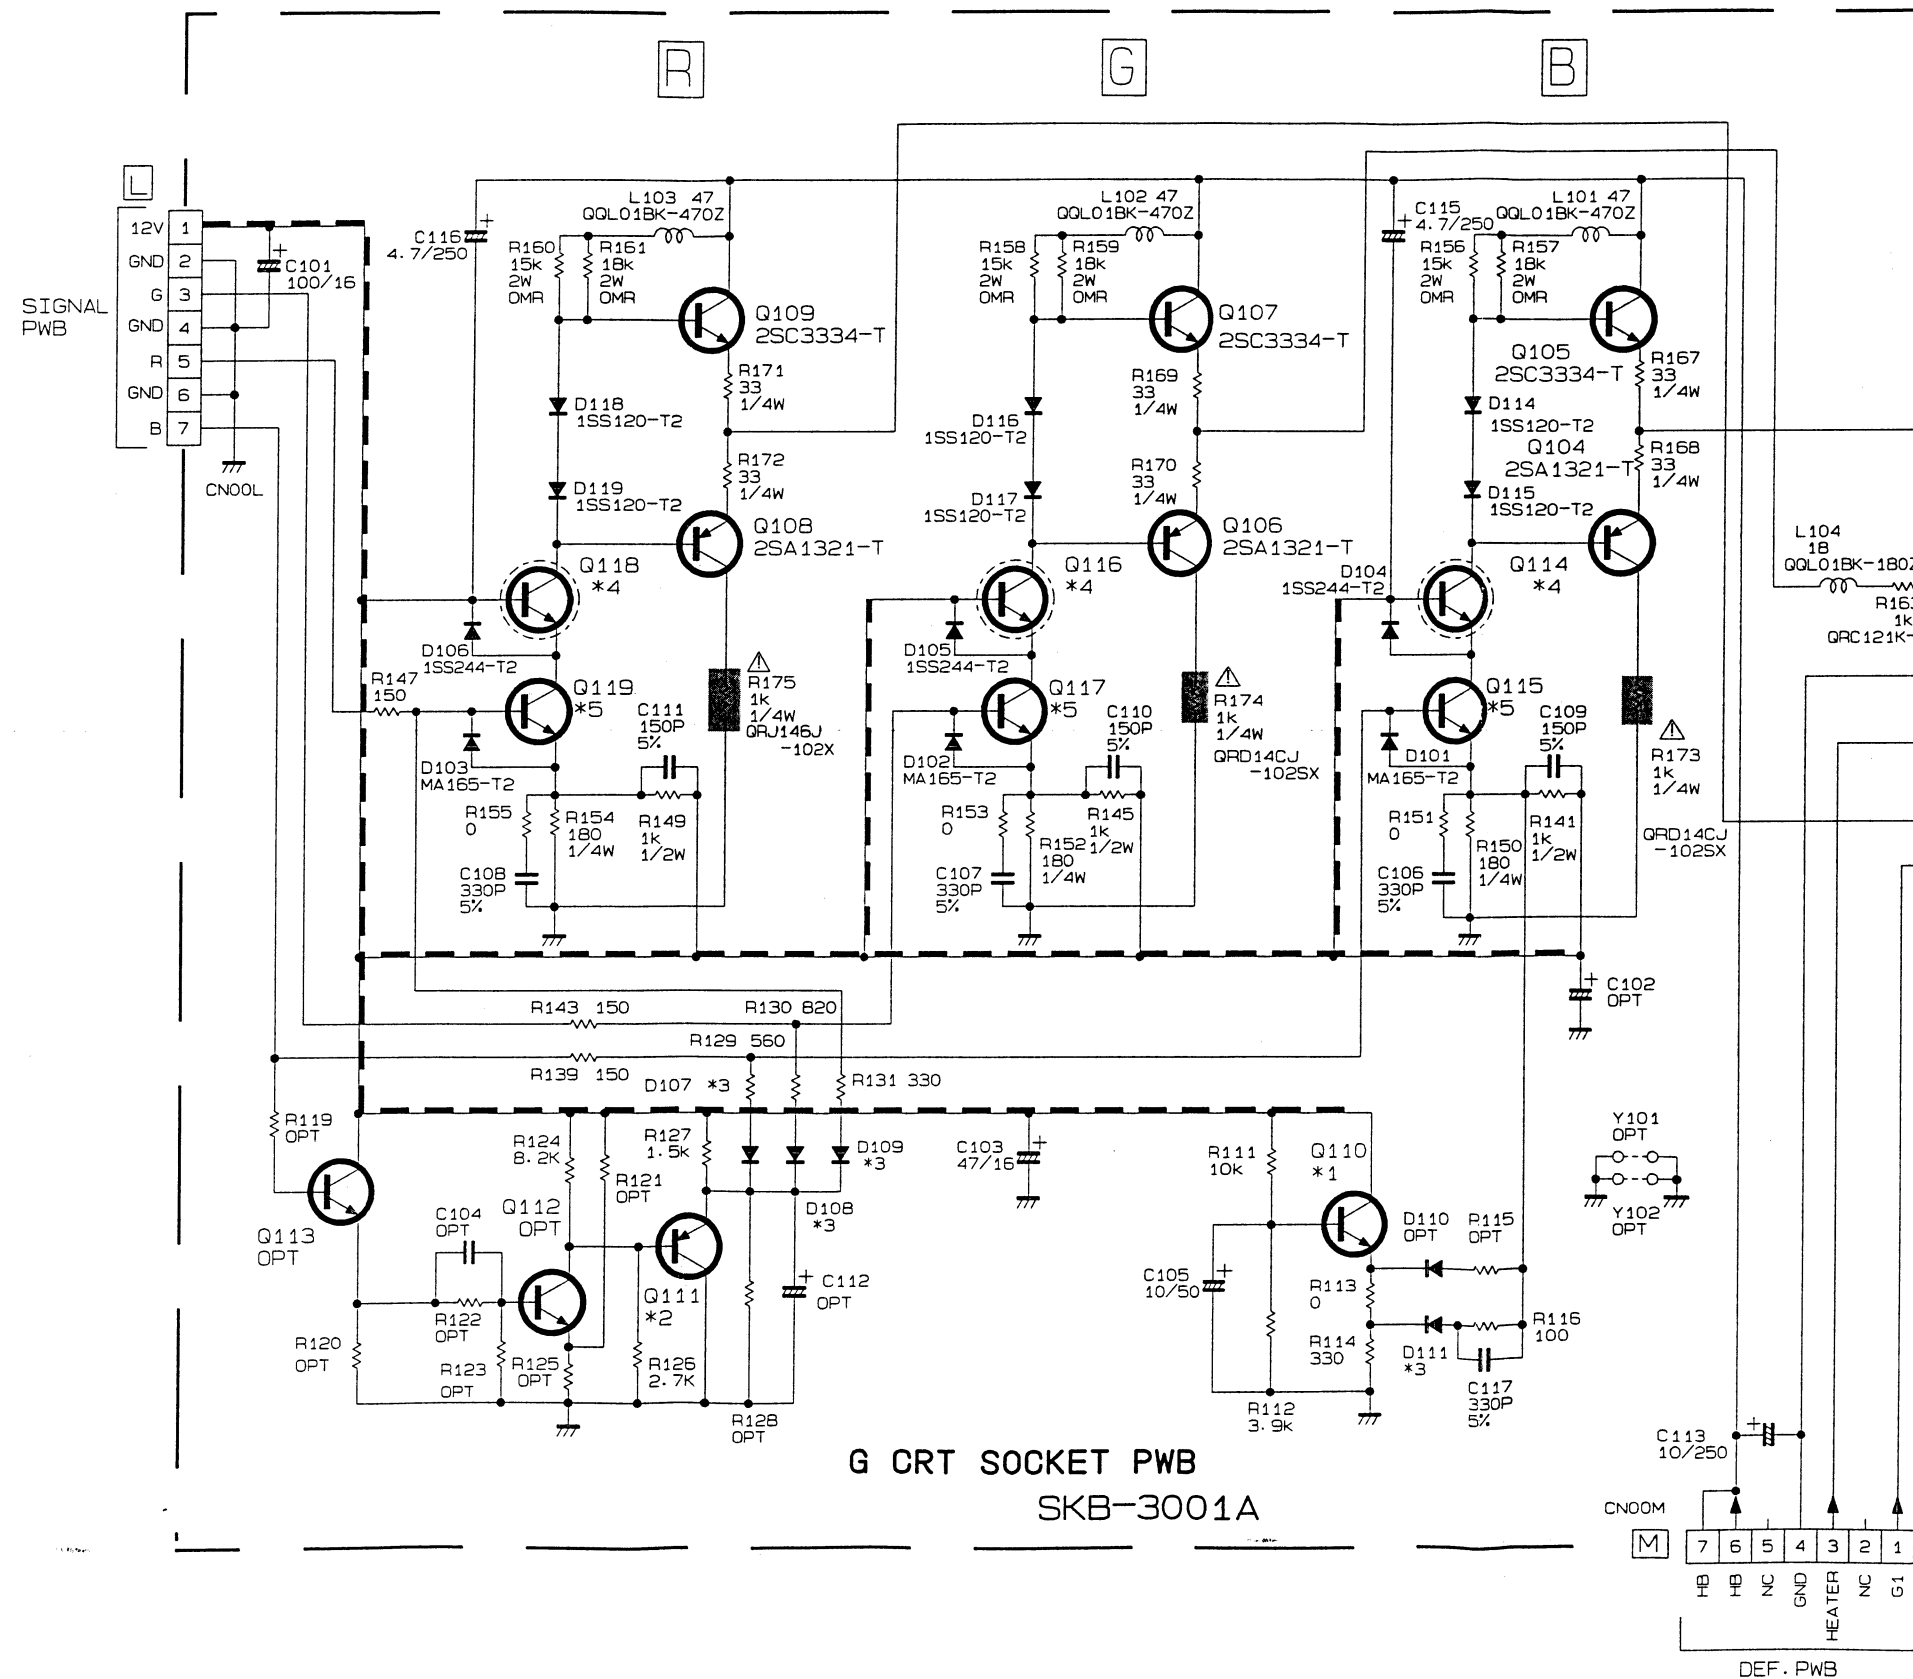 R
G
B
L
SIGNAL
PWB
12V 1
GND 2
G 3
GND 4
R 5
GND 6
B 7
CN00L
C101
100/16
C116
4.7/250
L103 47
QQL01BK-470Z
R160
15k
2W
OMR
R161
18k
2W
OMR
Q109
2SC3334-T
R171
33
1/4W
D118
1SS120-T2
R172
33
1/4W
D119
1SS120-T2
Q108
2SA1321-T
Q118
*4
D106
1SS244-T2
R147
150
Q119
*5
C111
150P
5%
R175
1k
1/4W
QRJ146J
-102X
D103
MA165-T2
R155
0
R154
180
1/4W
R149
1k
1/2W
C108
330P
5%
L102 47
QQL01BK-470Z
R158
15k
2W
OMR
R159
18k
2W
OMR
Q107
2SC3334-T
R169
33
1/4W
D116
1SS120-T2
R170
33
1/4W
D117
1SS120-T2
Q106
2SA1321-T
Q116
*4
D105
1SS244-T2
Q117
*5
C110
150P
5%
R174
1k
1/4W
QRD14CJ
-102SX
D102
MA165-T2
R153
0
R152
180
1/4W
R145
1k
1/2W
C107
330P
5%
C115
4.7/250
L101 47
QQL01BK-470Z
R156
15k
2W
OMR
R157
18k
2W
OMR
Q105
2SC3334-T
R167
33
1/4W
D114
1SS120-T2
Q104
2SA1321-T
R168
33
1/4W
D115
1SS120-T2
D104
1SS244-T2
Q114
*4
L104
18
QQL01BK-180Z
R163
1k
QRC121K-
Q115
*5
C109
150P
5%
D101
MA165-T2
R173
1k
1/4W
QRD14CJ
-102SX
R151
0
R150
180
1/4W
R141
1k
1/2W
C106
330P
5%
C102
OPT
R143 150
R130 820
R129 560
R139 150
D107 *3
R131 330
R119
OPT
R124
8.2K
R127
1.5k
D109
*3
C103
47/16
R111
10k
Q110
*1
Y101
OPT
Y102
OPT
Q113
OPT
C104
OPT
Q112
OPT
R121
OPT
D108
*3
D110
OPT
R115
OPT
Q111
*2
C112
OPT
C105
10/50
R113
0
R122
OPT
R120
OPT
R123
OPT
R125
OPT
R126
2.7K
R128
OPT
R114
330
D111
*3
R116
100
C117
330P
5%
R112
3.9k
G CRT SOCKET PWB
SKB-3001A
C113
10/250
CN00M
M
7 6 5 4 3 2 1
HB
HB
NC
GND
HEATER
NC
G1
DEF. PWB